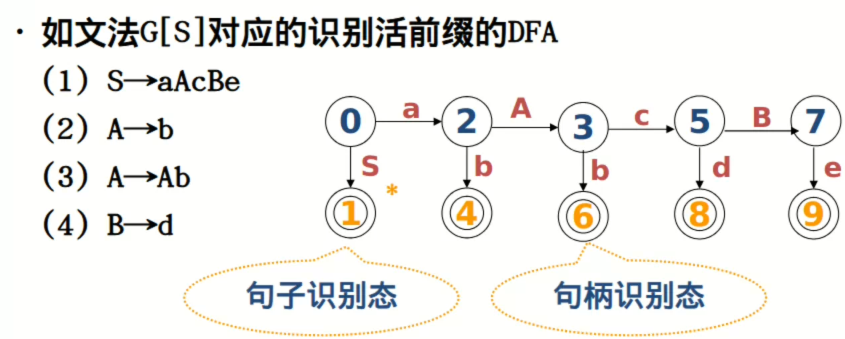 · 如文法G[S]对应的识别活前缀的DFA
(1) S→aAcBe
(2) A→b
(3) A→Ab
(4) B→d
0 a 2 A 3 c 5 B 7
S b b d e
1 * 4 6 8 9
句子识别态 句柄识别态